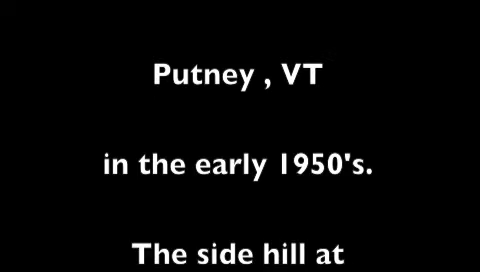 Putney , VT
in the early 1950's.
The side hill at